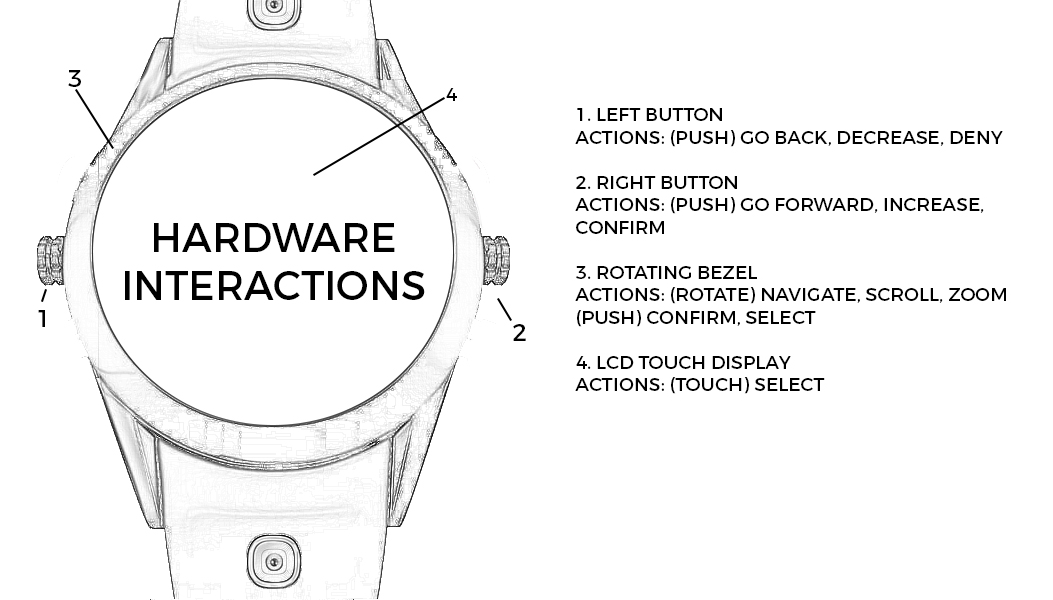 3
4
HARDWARE
INTERACTIONS
1
2
1. LEFT BUTTON
ACTIONS: (PUSH) GO BACK, DECREASE, DENY
2. RIGHT BUTTON
ACTIONS: (PUSH) GO FORWARD, INCREASE,
CONFIRM
3. ROTATING BEZEL
ACTIONS: (ROTATE) NAVIGATE, SCROLL, ZOOM
(PUSH) CONFIRM, SELECT
4. LCD TOUCH DISPLAY
ACTIONS: (TOUCH) SELECT